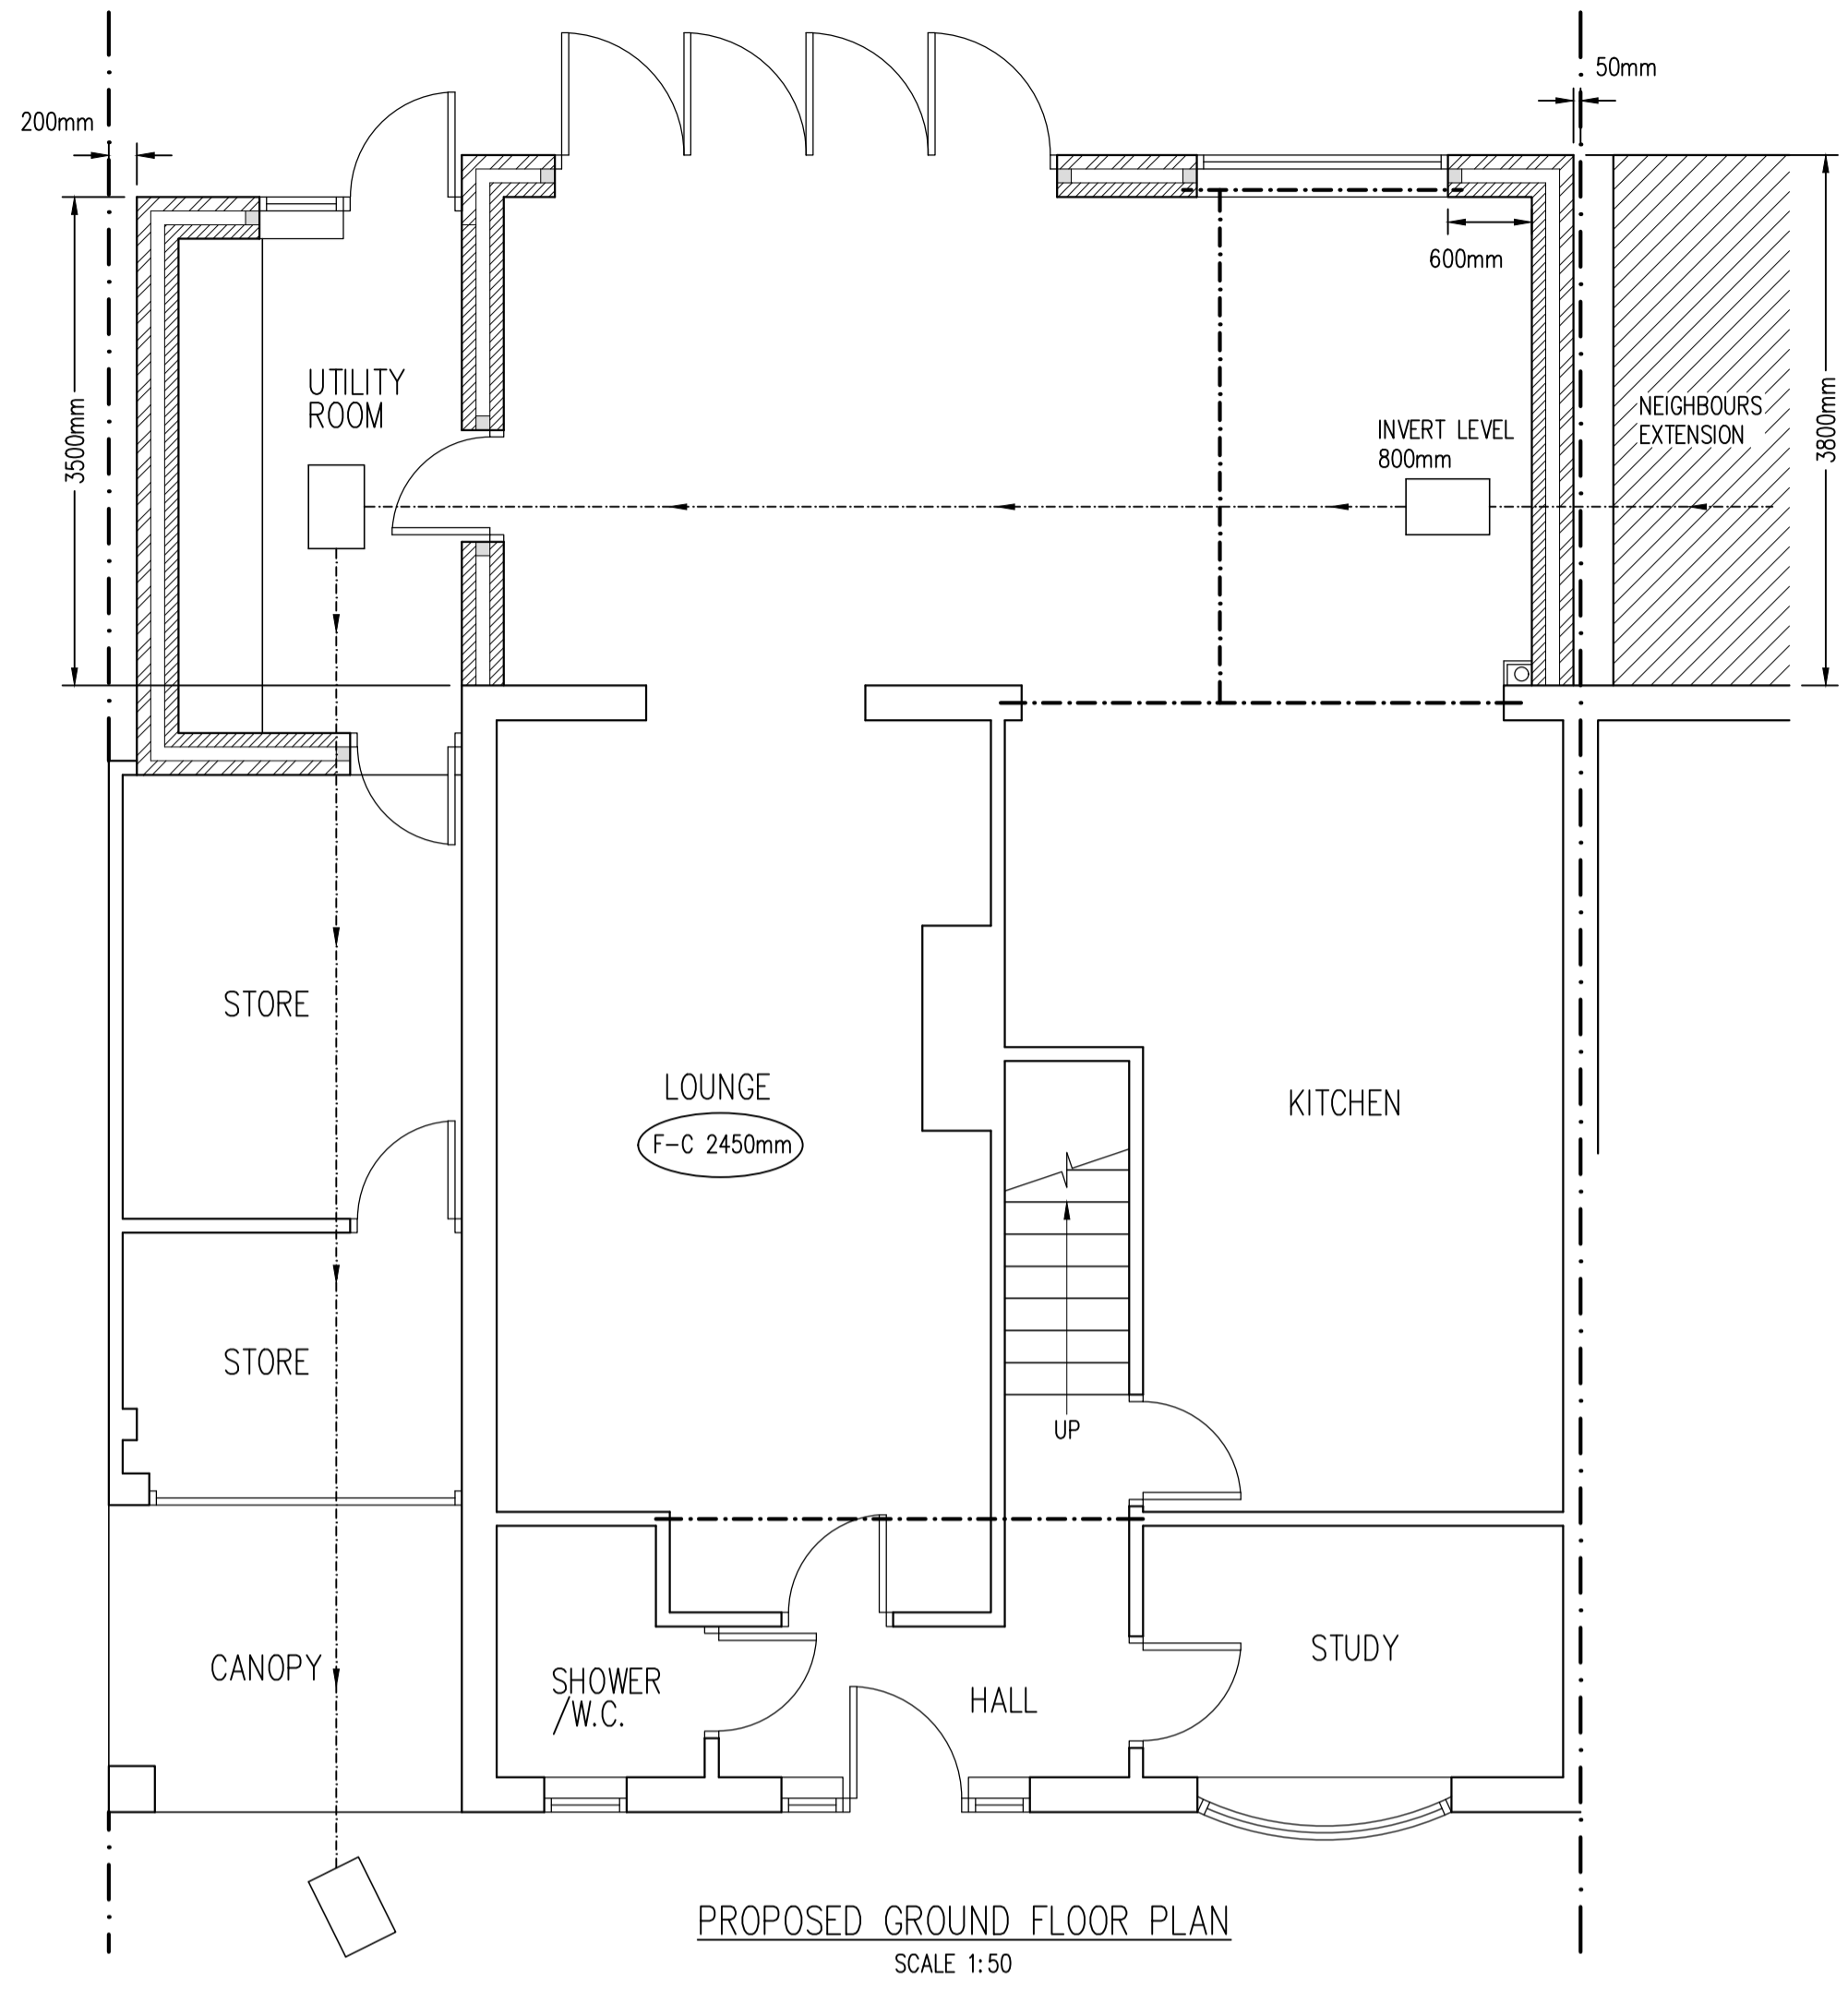 50mm
200mm
600mm
UTILITY
ROOM
3500mm
INVERT LEVEL
800mm
NEIGHBOURS
EXTENSION
3800mm
STORE
LOUNGE
F-C 2450mm
KITCHEN
STORE
UP
CANOPY
SHOWER
/W.C.
HALL
STUDY
PROPOSED GROUND FLOOR PLAN
SCALE 1:50